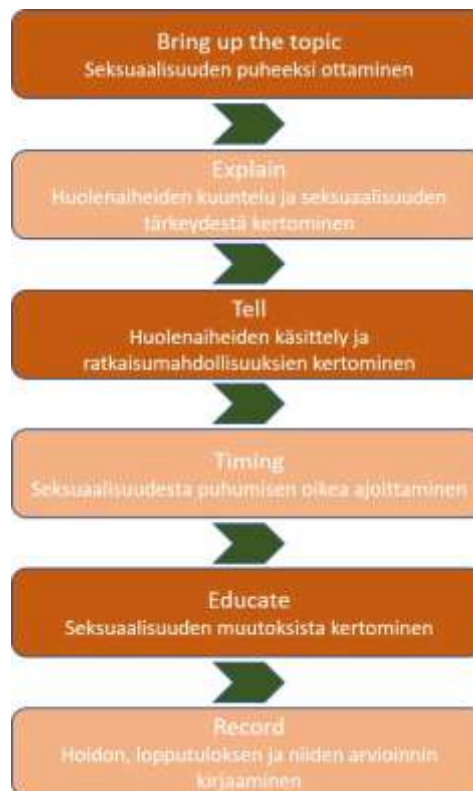 Bring up the topic
Seksuaalisuuden puheeksi ottaminen
Explain
Huolenaiheiden kuuntelu ja seksuaalisuuden
tärkeydestä kertominen
Tell
Huolenaiheiden käsittely ja
ratkaisumahdollisuuksien kertominen
Timing
Seksuaalisuudesta puhumisen oikea ajoittaminen
Educate
Seksuaalisuuden muutoksista kertominen
Record
Hoidon, lopputuloksen ja niiden arvioinnin
kirjaaminen